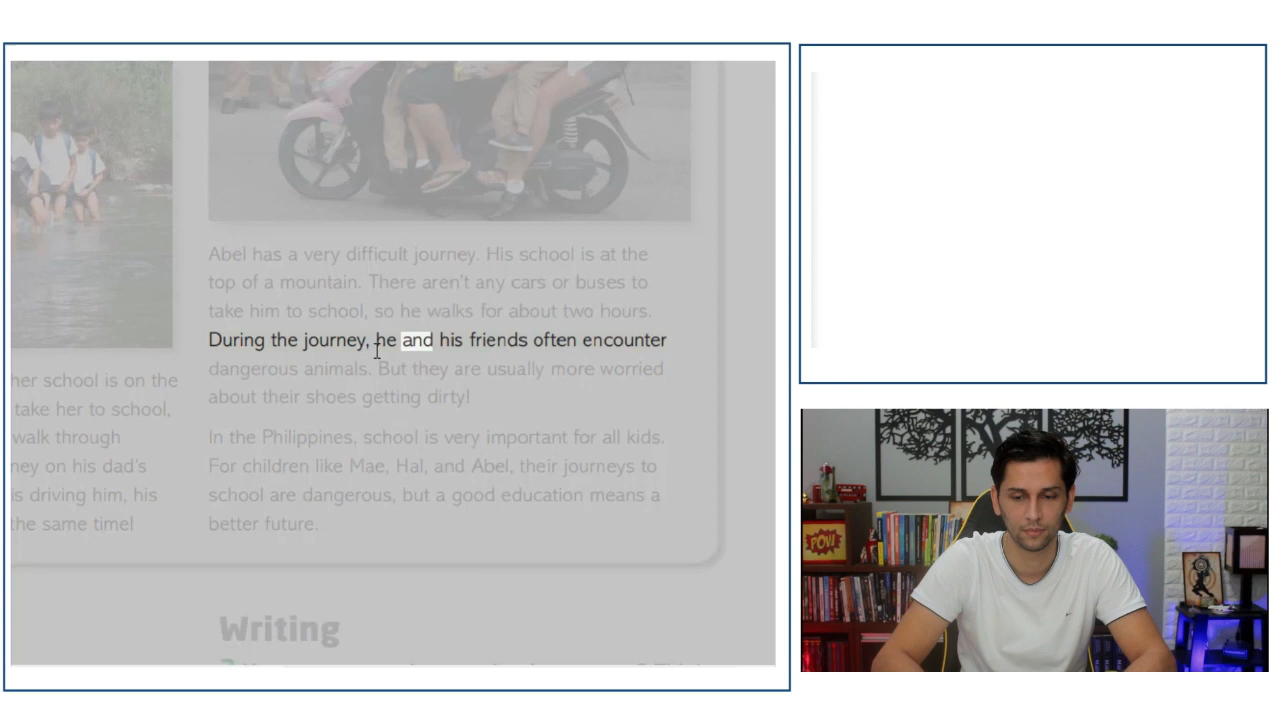 her school is on the
take her to school,
walk through
ney on his dad's
is driving him, his
the same time!
Abel has a very difficult journey. His school is at the
top of a mountain. There aren't any cars or buses to
take him to school, so he walks for about two hours.
During the journey, he and his friends often encounter
dangerous animals. But they are usually more worried
about their shoes getting dirty!
In the Philippines, school is very important for all kids.
For children like Mae, Hal, and Abel, their journeys to
school are dangerous, but a good education means a
better future.
Writing
POW!